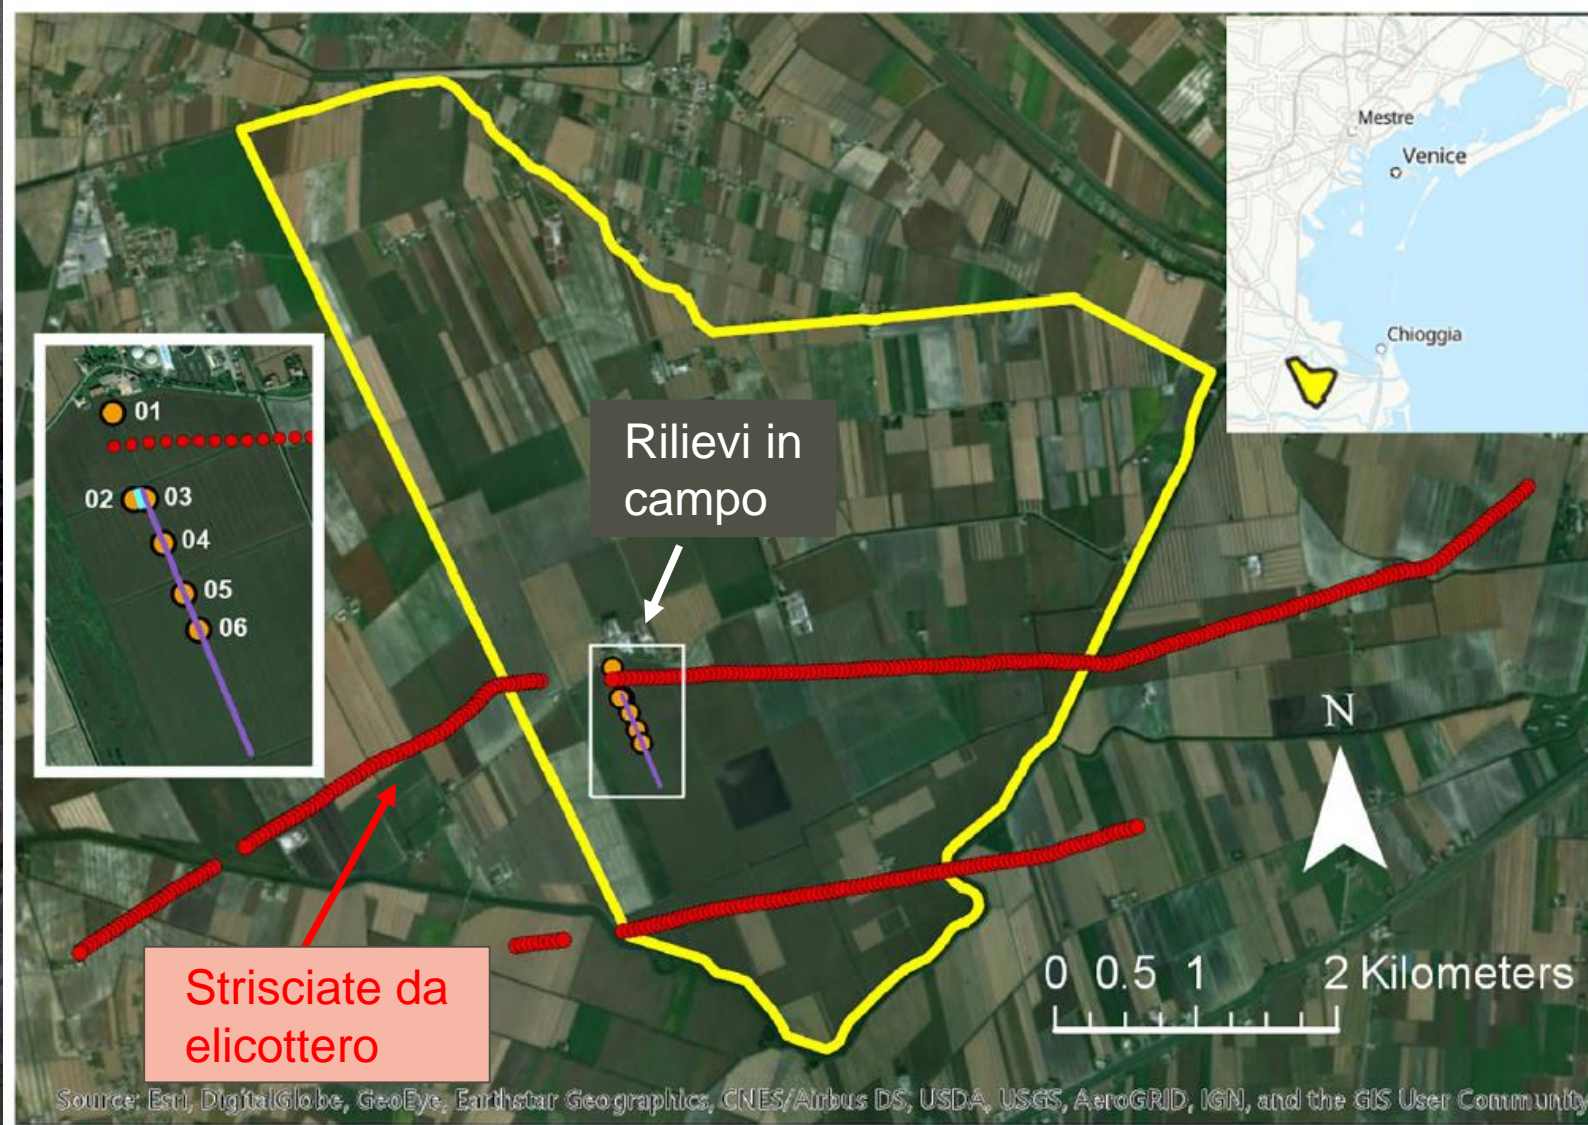 Mestre
Venice
Chioggia
01
02 03
04
05
06
Rilievi in
campo
N
0 0.5 1 2 Kilometers
Strisciate da
elicottero
Source: Esri, DigitalGlobe, GeoEye, Earthstar Geographics, CNES/Airbus DS, USDA, USGS, AeroGRID, IGN, and the GIS User Community